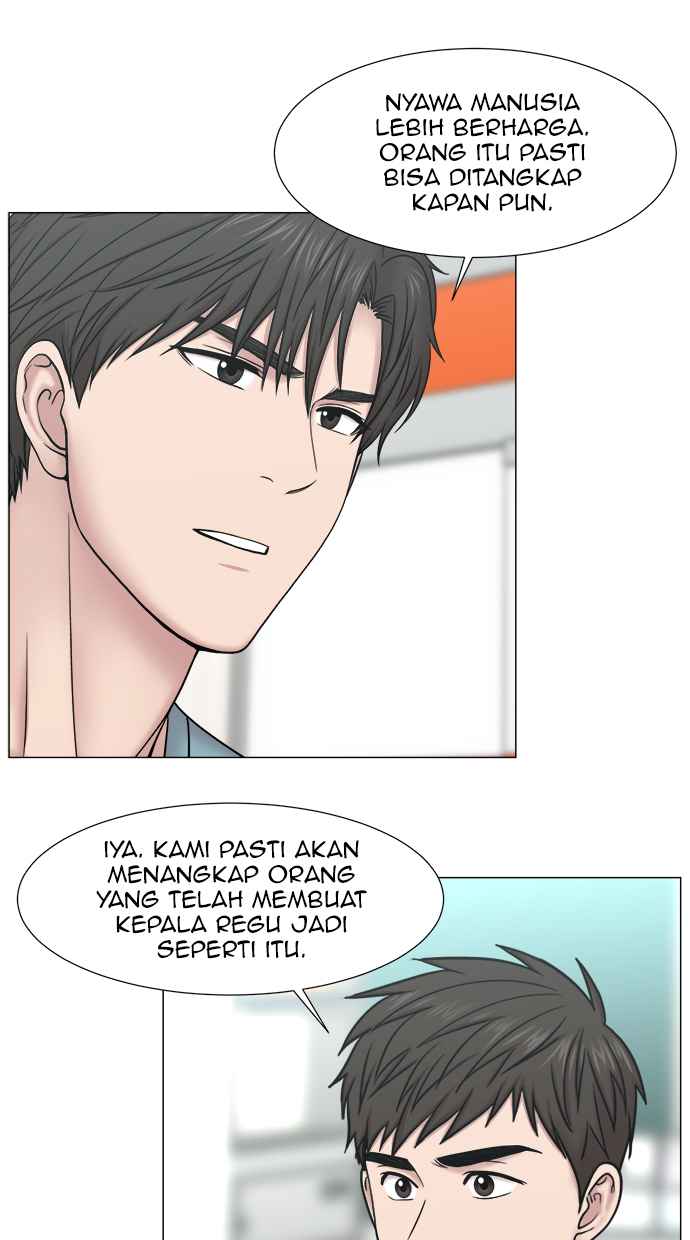 NYAWA MANUSIA
LEBIH BERHARGA.
ORANG ITU PASTI
BISA DITANGKAP
KAPAN PUN.
IYA. KAMI PASTI AKAN
MENANGKAP ORANG
YANG TELAH MEMBUAT
KEPALA REGU JADI
SEPERTI ITU.